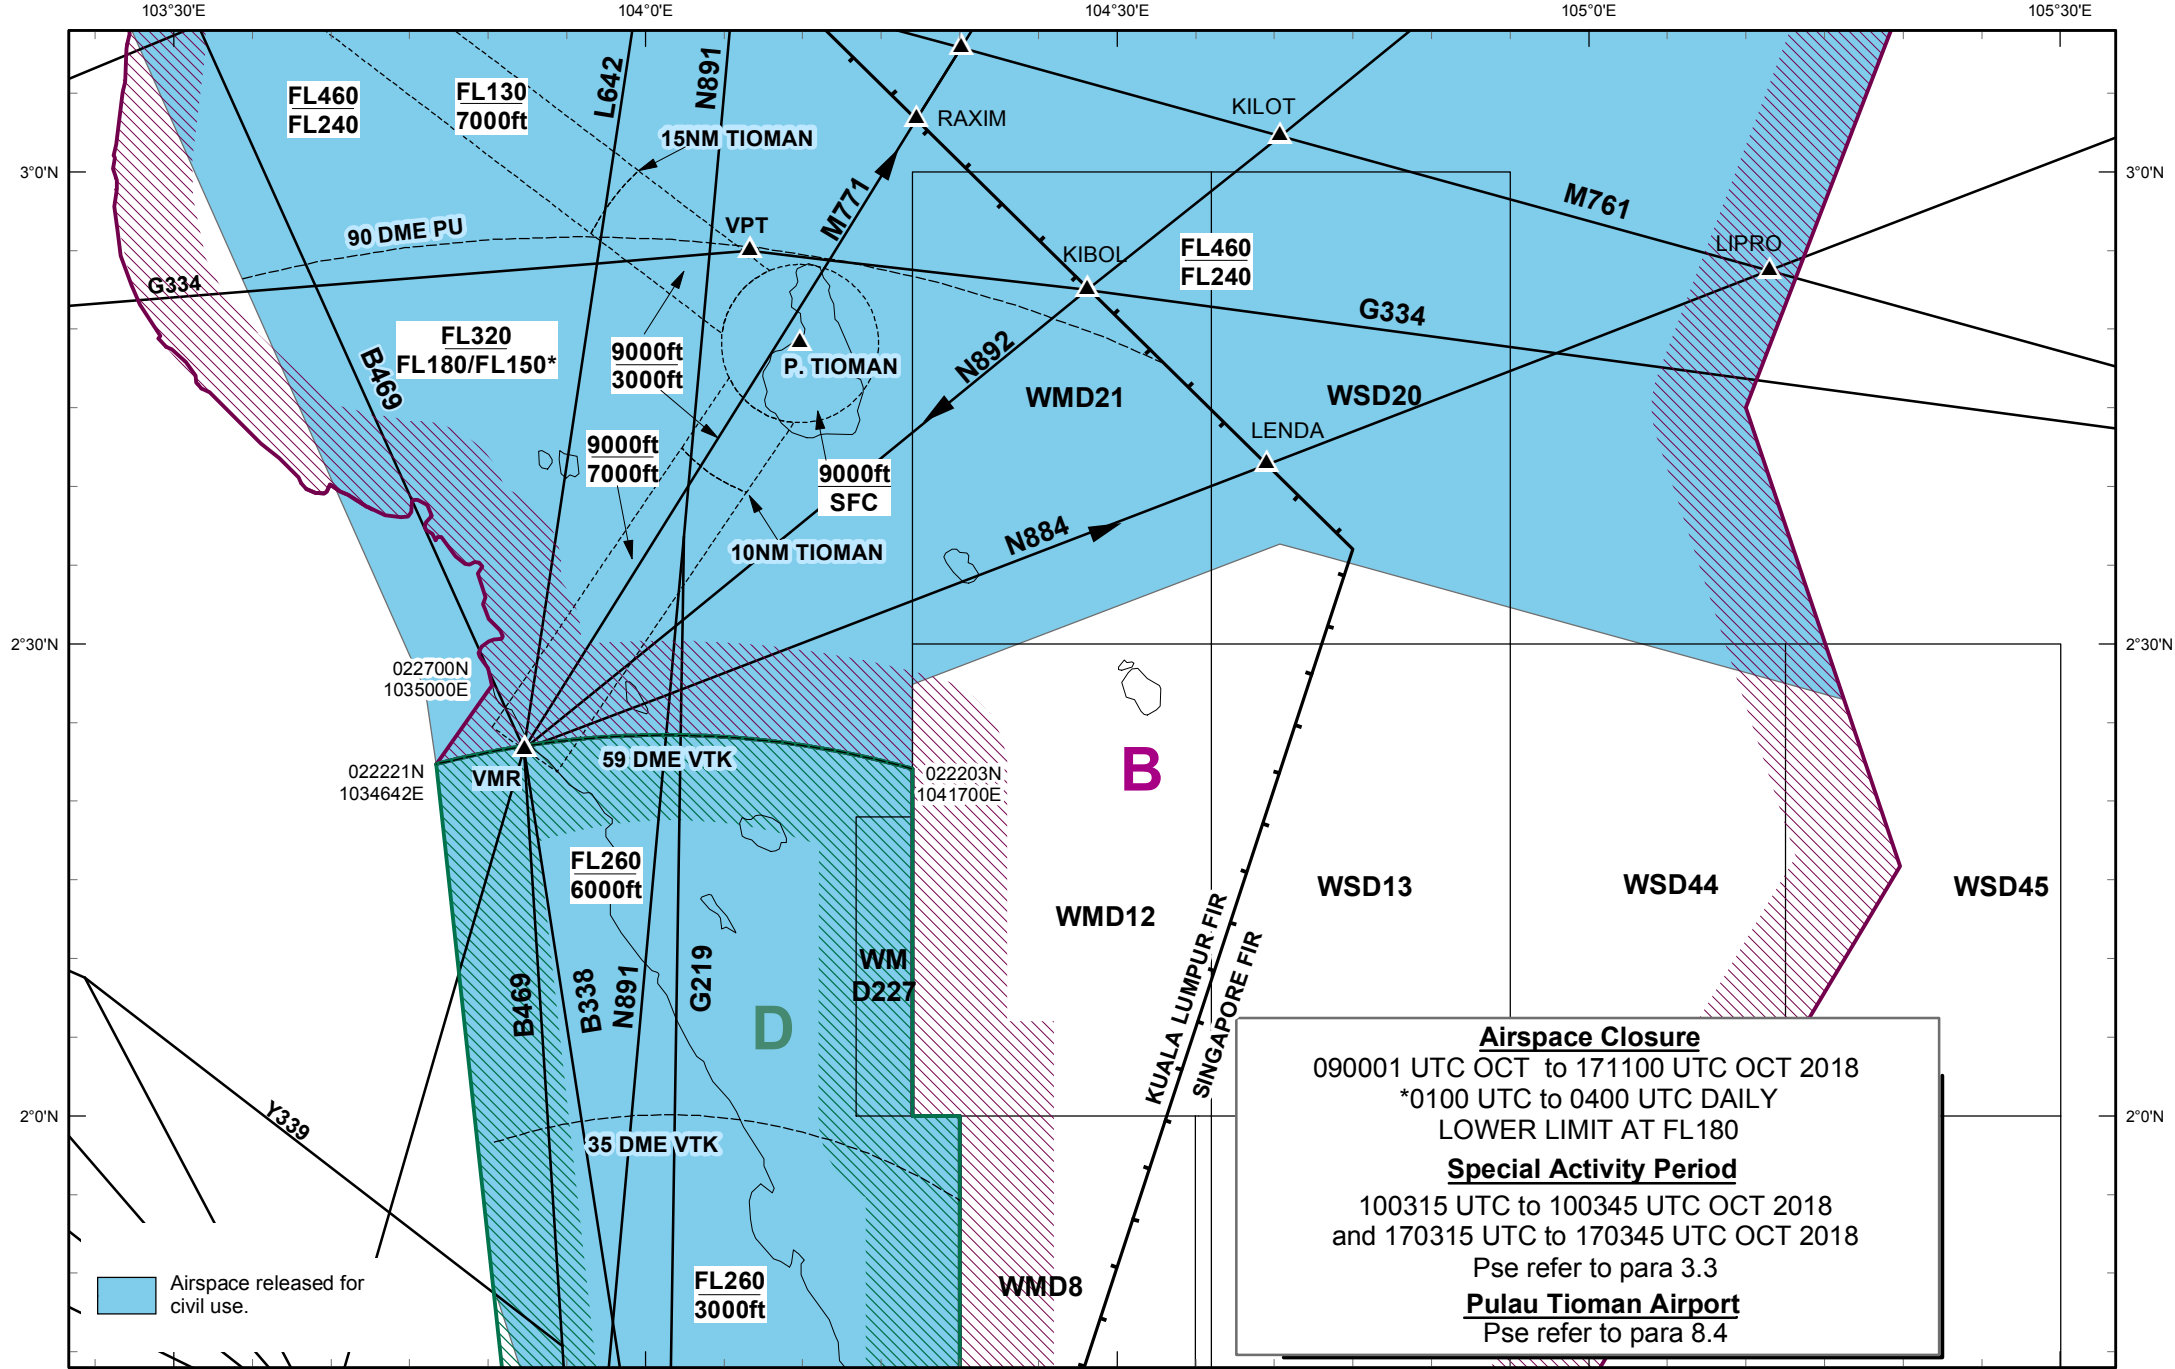 103°30'E
104°0'E
104°30'E
105°0'E
105°30'E
FL460
FL240
FL130
7000ft
L642
N891
15NM TIOMAN
RAXIM
KILOT
3°0'N
3°0'N
M771
M761
90 DME PU
VPT
KIBOL
FL460
FL240
LIPRO
G334
G334
FL320
FL180/FL150*
B469
9000ft
3000ft
P. TIOMAN
N892
WMD21
WSD20
LENDA
9000ft
7000ft
9000ft
SFC
N884
10NM TIOMAN
2°30'N
2°30'N
022700N
1035000E
B
59 DME VTK
022221N
1034642E
VMR
022203N
1041700E
FL260
6000ft
WMD12
WSD13
WSD44
WSD45
KUALA LUMPUR FIR
SINGAPORE FIR
WM
D227
B469
B338
N891
G219
D
Y339
2°0'N
2°0'N
35 DME VTK
Airspace Closure
090001 UTC OCT to 171100 UTC OCT 2018
*0100 UTC to 0400 UTC DAILY
LOWER LIMIT AT FL180
Special Activity Period
100315 UTC to 100345 UTC OCT 2018
and 170315 UTC to 170345 UTC OCT 2018
Pse refer to para 3.3
Pulau Tioman Airport
Pse refer to para 8.4
WMD8
FL260
3000ft
Airspace released for
civil use.